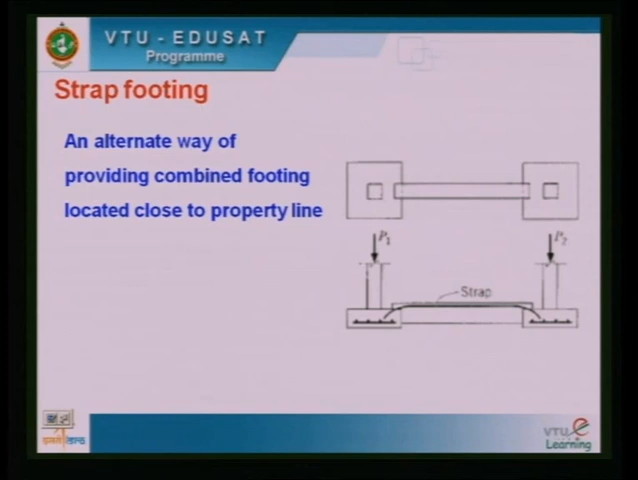 VTU - EDUSAT
Programme
Strap footing
An alternate way of
providing combined footing
located close to property line
P1
P2
Strap
VTU
Learning